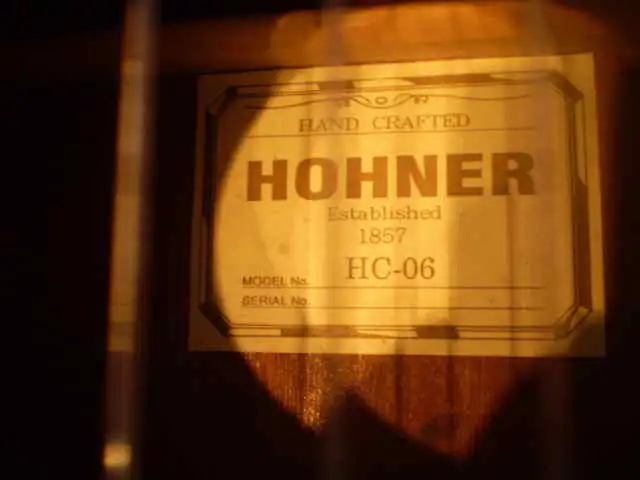 HAND CRAFTED
HOHNER
Established
1857
MODEL No. HC-06
SERIAL No.